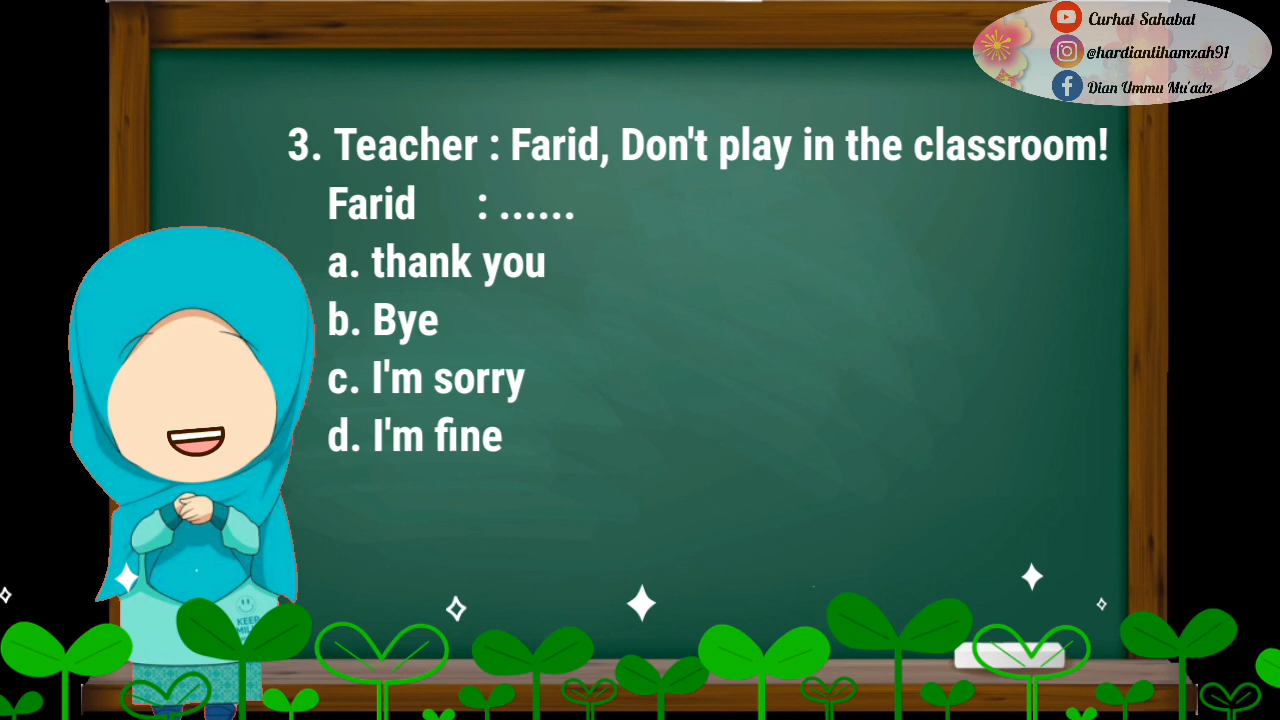 Curhat Sahabat
@hardiantihamzah91
Dian Ummu Mu'adz
3. Teacher : Farid, Don't play in the classroom!
Farid : ......
a. thank you
b. Bye
c. I'm sorry
d. I'm fine
KEEP